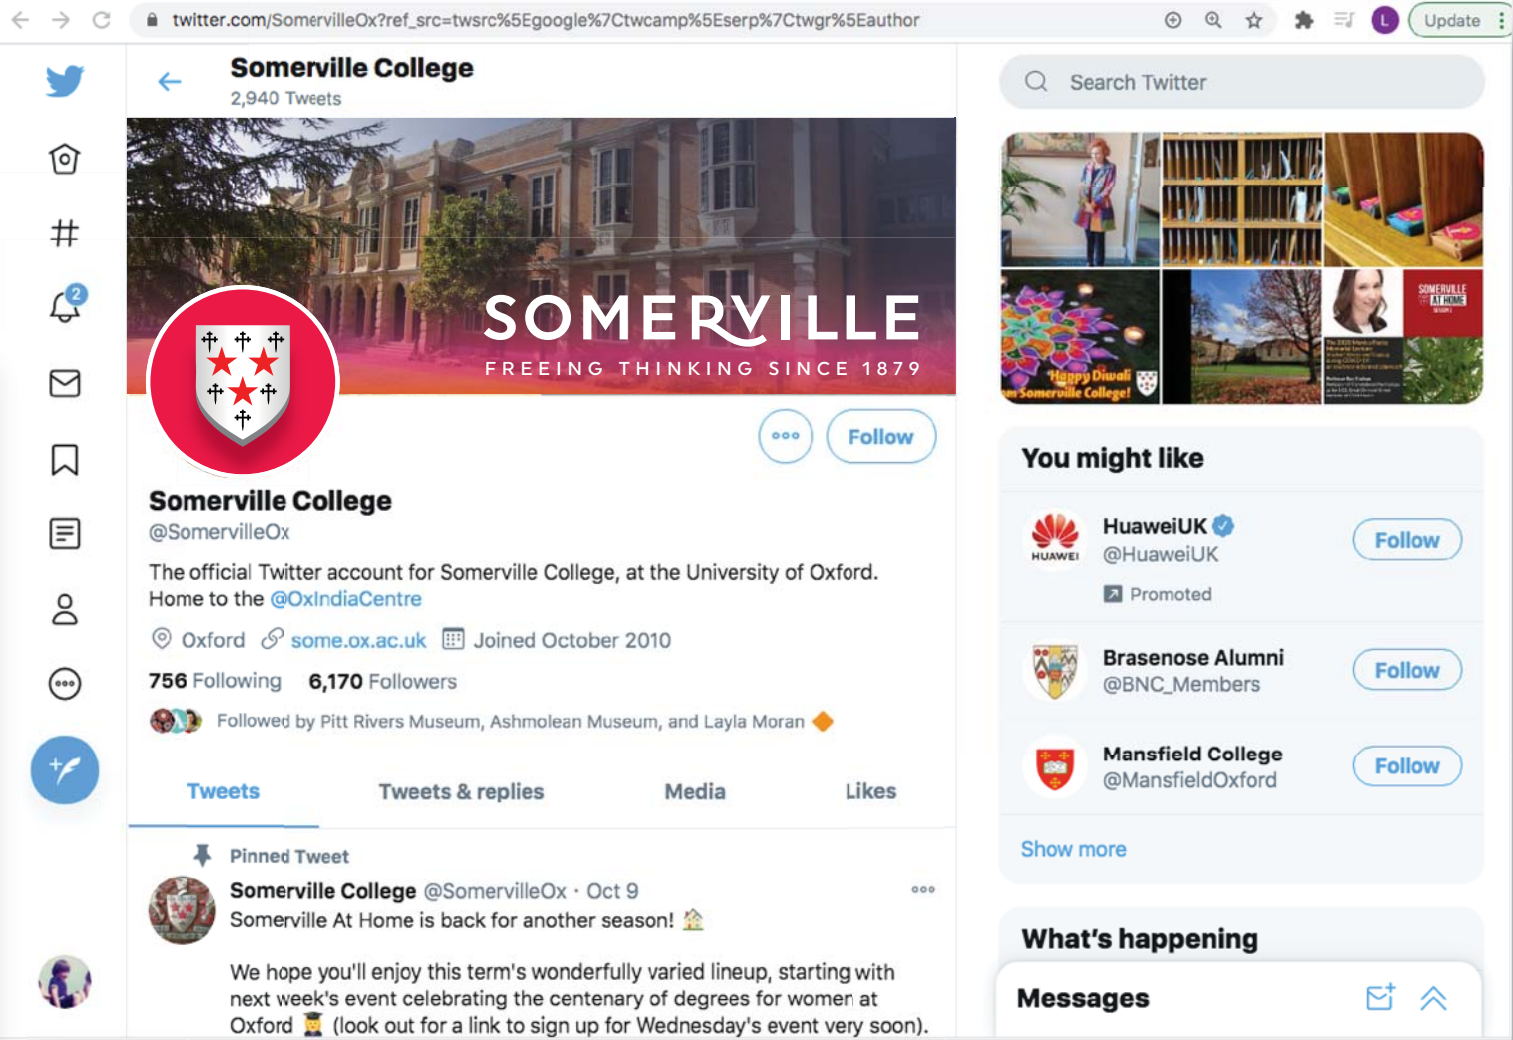 twitter.com/SomervilleOx?ref_src=twsrc%5Egoogle%7Ctwcamp%5Eserp%7Ctwgr%5Eauthor
L
Update
Somerville College
2,940 Tweets
Search Twitter
2
SOMERVILLE
FREEING THINKING SINCE 1879
Happy Diwali
from Somerville College!
SOMERVILLE
AT HOME
Follow
Somerville College
@SomervilleOx
The official Twitter account for Somerville College, at the University of Oxford.
Home to the @OxIndiaCentre
Oxford
some.ox.ac.uk
Joined October 2010
756 Following
6,170 Followers
Followed by Pitt Rivers Museum, Ashmolean Museum, and Layla Moran 🔶
Tweets
Tweets & replies
Media
Likes
Pinned Tweet
Somerville College @SomervilleOx · Oct 9
Somerville At Home is back for another season! 🏠
We hope you'll enjoy this term's wonderfully varied lineup, starting with
next week's event celebrating the centenary of degrees for women at
Oxford 👩‍🎓 (look out for a link to sign up for Wednesday's event very soon).
You might like
HUAWEI
HuaweiUK
@HuaweiUK
Promoted
Follow
Brasenose Alumni
@BNC_Members
Follow
Mansfield College
@MansfieldOxford
Follow
Show more
What's happening
Messages